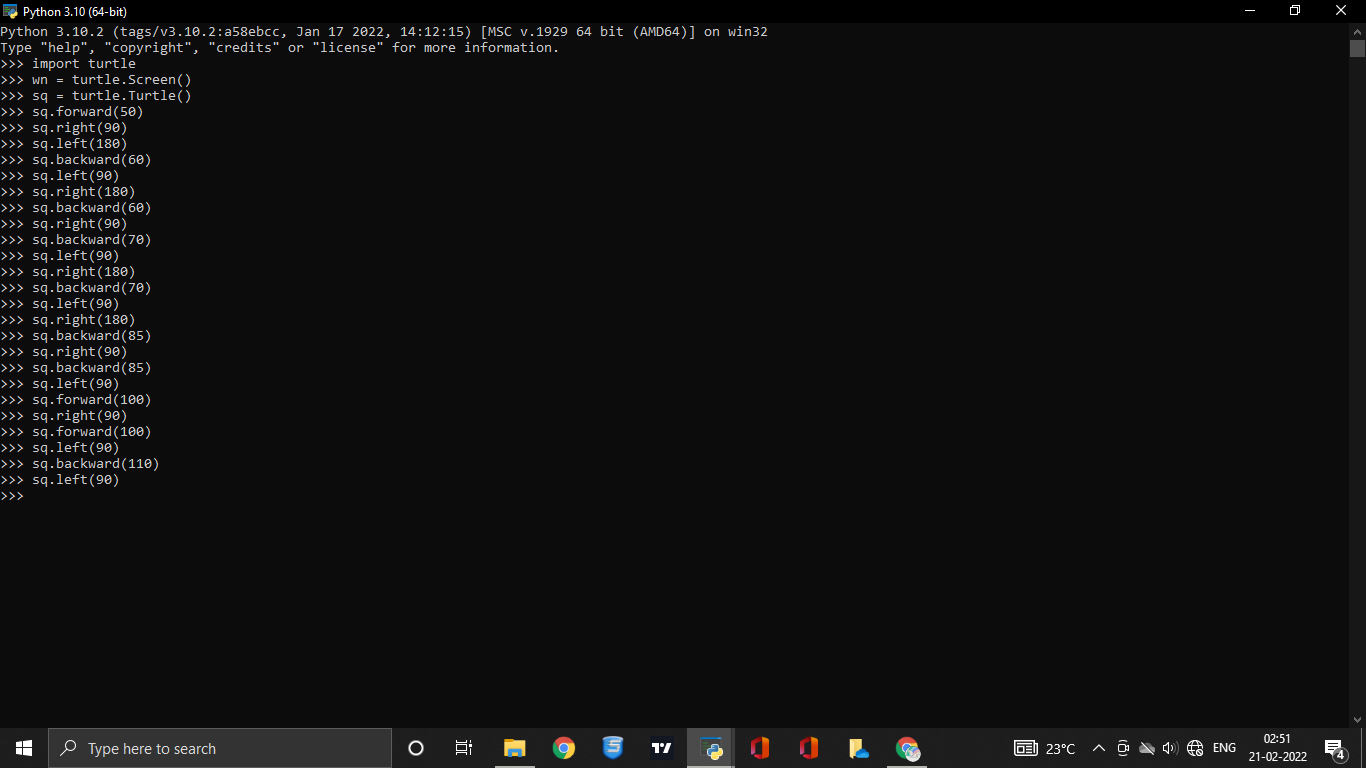 Python 3.10 (64-bit)
Python 3.10.2 (tags/v3.10.2:a58ebcc, Jan 17 2022, 14:12:15) [MSC v.1929 64 bit (AMD64)] on win32
Type "help", "copyright", "credits" or "license" for more information.
>>> import turtle
>>> wn = turtle.Screen()
>>> sq = turtle.Turtle()
>>> sq.forward(50)
>>> sq.right(90)
>>> sq.left(180)
>>> sq.backward(60)
>>> sq.left(90)
>>> sq.right(180)
>>> sq.backward(60)
>>> sq.right(90)
>>> sq.backward(70)
>>> sq.left(90)
>>> sq.right(180)
>>> sq.backward(70)
>>> sq.left(90)
>>> sq.right(180)
>>> sq.backward(85)
>>> sq.right(90)
>>> sq.backward(85)
>>> sq.left(90)
>>> sq.forward(100)
>>> sq.right(90)
>>> sq.forward(100)
>>> sq.left(90)
>>> sq.backward(110)
>>> sq.left(90)
>>>
Type here to search
23°C
ENG
02:51
21-02-2022
4